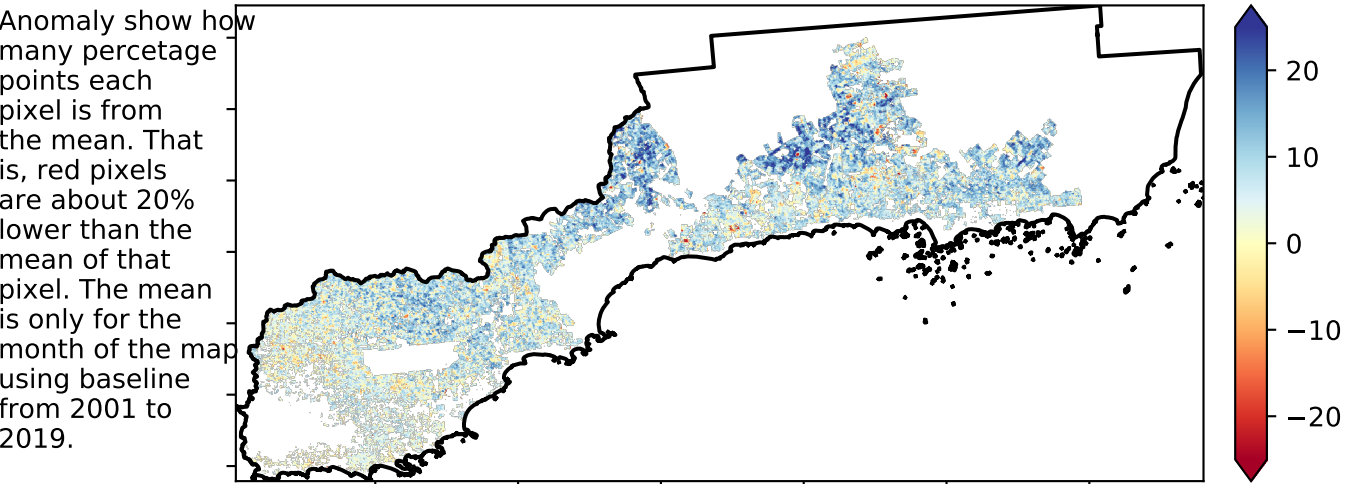 Anomaly show how
many percetage
points each
pixel is from
the mean. That
is, red pixels
are about 20%
lower than the
mean of that
pixel. The mean
is only for the
month of the map
using baseline
from 2001 to
2019.
20
10
0
−10
−20